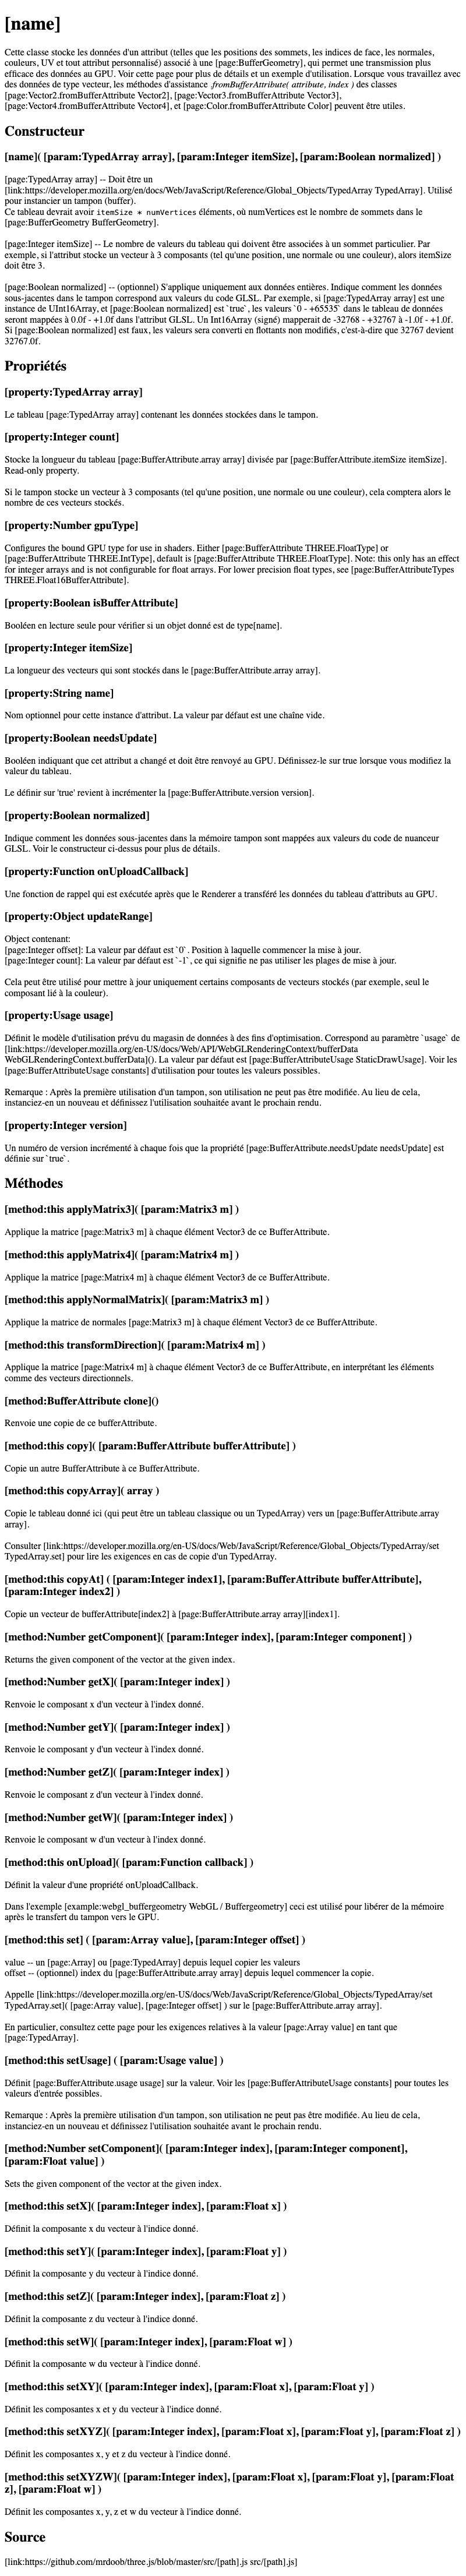 [name]
Cette classe stocke les données d'un attribut (telles que les positions des sommets, les indices de face, les normales,
couleurs, UV et tout attribut personnalisé) associé à une [page:BufferGeometry], qui permet une transmission plus
efficace des données au GPU. Voir cette page pour plus de détails et un exemple d'utilisation. Lorsque vous travaillez avec
des données de type vecteur, les méthodes d'assistance .fromBufferAttribute( attribute, index ) des classes
[page:Vector2.fromBufferAttribute Vector2], [page:Vector3.fromBufferAttribute Vector3],
[page:Vector4.fromBufferAttribute Vector4], et [page:Color.fromBufferAttribute Color] peuvent être utiles.
Constructeur
[name]( [param:TypedArray array], [param:Integer itemSize], [param:Boolean normalized] )
[page:TypedArray array] -- Doit être un
[link:https://developer.mozilla.org/en/docs/Web/JavaScript/Reference/Global_Objects/TypedArray TypedArray]. Utilisé
pour instancier un tampon (buffer).
Ce tableau devrait avoir itemSize * numVertices éléments, où numVertices est le nombre de sommets dans le
[page:BufferGeometry BufferGeometry].
[page:Integer itemSize] -- Le nombre de valeurs du tableau qui doivent être associées à un sommet particulier. Par
exemple, si l'attribut stocke un vecteur à 3 composants (tel qu'une position, une normale ou une couleur), alors itemSize
doit être 3.
[page:Boolean normalized] -- (optionnel) S'applique uniquement aux données entières. Indique comment les données
sous-jacentes dans le tampon correspond aux valeurs du code GLSL. Par exemple, si [page:TypedArray array] est une
instance de UInt16Array, et [page:Boolean normalized] est `true`, les valeurs `0 - +65535` dans le tableau de données
seront mappées à 0.0f - +1.0f dans l'attribut GLSL. Un Int16Array (signé) mapperait de -32768 - +32767 à -1.0f - +1.0f.
Si [page:Boolean normalized] est faux, les valeurs sera converti en flottants non modifiés, c'est-à-dire que 32767 devient
32767.0f.
Propriétés
[property:TypedArray array]
Le tableau [page:TypedArray array] contenant les données stockées dans le tampon.
[property:Integer count]
Stocke la longueur du tableau [page:BufferAttribute.array array] divisée par [page:BufferAttribute.itemSize itemSize].
Read-only property.
Si le tampon stocke un vecteur à 3 composants (tel qu'une position, une normale ou une couleur), cela comptera alors le
nombre de ces vecteurs stockés.
[property:Number gpuType]
Configures the bound GPU type for use in shaders. Either [page:BufferAttribute THREE.FloatType] or
[page:BufferAttribute THREE.IntType], default is [page:BufferAttribute THREE.FloatType]. Note: this only has an effect
for integer arrays and is not configurable for float arrays. For lower precision float types, see [page:BufferAttributeTypes
THREE.Float16BufferAttribute].
[property:Boolean isBufferAttribute]
Booléen en lecture seule pour vérifier si un objet donné est de type[name].
[property:Integer itemSize]
La longueur des vecteurs qui sont stockés dans le [page:BufferAttribute.array array].
[property:String name]
Nom optionnel pour cette instance d'attribut. La valeur par défaut est une chaîne vide.
[property:Boolean needsUpdate]
Booléen indiquant que cet attribut a changé et doit être renvoyé au GPU. Définissez-le sur true lorsque vous modifiez la
valeur du tableau.
Le définir sur 'true' revient à incrémenter la [page:BufferAttribute.version version].
[property:Boolean normalized]
Indique comment les données sous-jacentes dans la mémoire tampon sont mappées aux valeurs du code de nuanceur
GLSL. Voir le constructeur ci-dessus pour plus de détails.
[property:Function onUploadCallback]
Une fonction de rappel qui est exécutée après que le Renderer a transféré les données du tableau d'attributs au GPU.
[property:Object updateRange]
Object contenant:
[page:Integer offset]: La valeur par défaut est `0`. Position à laquelle commencer la mise à jour.
[page:Integer count]: La valeur par défaut est `-1`, ce qui signifie ne pas utiliser les plages de mise à jour.
Cela peut être utilisé pour mettre à jour uniquement certains composants de vecteurs stockés (par exemple, seul le
composant lié à la couleur).
[property:Usage usage]
Définit le modèle d'utilisation prévu du magasin de données à des fins d'optimisation. Correspond au paramètre `usage` de
[link:https://developer.mozilla.org/en-US/docs/Web/API/WebGLRenderingContext/bufferData
WebGLRenderingContext.bufferData](). La valeur par défaut est [page:BufferAttributeUsage StaticDrawUsage]. Voir les
[page:BufferAttributeUsage constants] d'utilisation pour toutes les valeurs possibles.
Remarque : Après la première utilisation d'un tampon, son utilisation ne peut pas être modifiée. Au lieu de cela,
instanciez-en un nouveau et définissez l'utilisation souhaitée avant le prochain rendu.
[property:Integer version]
Un numéro de version incrémenté à chaque fois que la propriété [page:BufferAttribute.needsUpdate needsUpdate] est
définie sur `true`.
Méthodes
[method:this applyMatrix3]( [param:Matrix3 m] )
Applique la matrice [page:Matrix3 m] à chaque élément Vector3 de ce BufferAttribute.
[method:this applyMatrix4]( [param:Matrix4 m] )
Applique la matrice [page:Matrix4 m] à chaque élément Vector3 de ce BufferAttribute.
[method:this applyNormalMatrix]( [param:Matrix3 m] )
Applique la matrice de normales [page:Matrix3 m] à chaque élément Vector3 de ce BufferAttribute.
[method:this transformDirection]( [param:Matrix4 m] )
Applique la matrice [page:Matrix4 m] à chaque élément Vector3 de ce BufferAttribute, en interprétant les éléments
comme des vecteurs directionnels.
[method:BufferAttribute clone]()
Renvoie une copie de ce bufferAttribute.
[method:this copy]( [param:BufferAttribute bufferAttribute] )
Copie un autre BufferAttribute à ce BufferAttribute.
[method:this copyArray]( array )
Copie le tableau donné ici (qui peut être un tableau classique ou un TypedArray) vers un [page:BufferAttribute.array
array].
Consulter [link:https://developer.mozilla.org/en-US/docs/Web/JavaScript/Reference/Global_Objects/TypedArray/set
TypedArray.set] pour lire les exigences en cas de copie d'un TypedArray.
[method:this copyAt] ( [param:Integer index1], [param:BufferAttribute bufferAttribute],
[param:Integer index2] )
Copie un vecteur de bufferAttribute[index2] à [page:BufferAttribute.array array][index1].
[method:Number getComponent]( [param:Integer index], [param:Integer component] )
Returns the given component of the vector at the given index.
[method:Number getX]( [param:Integer index] )
Renvoie le composant x d'un vecteur à l'index donné.
[method:Number getY]( [param:Integer index] )
Renvoie le composant y d'un vecteur à l'index donné.
[method:Number getZ]( [param:Integer index] )
Renvoie le composant z d'un vecteur à l'index donné.
[method:Number getW]( [param:Integer index] )
Renvoie le composant w d'un vecteur à l'index donné.
[method:this onUpload]( [param:Function callback] )
Définit la valeur d'une propriété onUploadCallback.
Dans l'exemple [example:webgl_buffergeometry WebGL / Buffergeometry] ceci est utilisé pour libérer de la mémoire
après le transfert du tampon vers le GPU.
[method:this set] ( [param:Array value], [param:Integer offset] )
value -- un [page:Array] ou [page:TypedArray] depuis lequel copier les valeurs
offset -- (optionnel) index du [page:BufferAttribute.array array] depuis lequel commencer la copie.
Appelle [link:https://developer.mozilla.org/en-US/docs/Web/JavaScript/Reference/Global_Objects/TypedArray/set
TypedArray.set]( [page:Array value], [page:Integer offset] ) sur le [page:BufferAttribute.array array].
En particulier, consultez cette page pour les exigences relatives à la valeur [page:Array value] en tant que
[page:TypedArray].
[method:this setUsage] ( [param:Usage value] )
Définit [page:BufferAttribute.usage usage] sur la valeur. Voir les [page:BufferAttributeUsage constants] pour toutes les
valeurs d'entrée possibles.
Remarque : Après la première utilisation d'un tampon, son utilisation ne peut pas être modifiée. Au lieu de cela,
instanciez-en un nouveau et définissez l'utilisation souhaitée avant le prochain rendu.
[method:Number setComponent]( [param:Integer index], [param:Integer component],
[param:Float value] )
Sets the given component of the vector at the given index.
[method:this setX]( [param:Integer index], [param:Float x] )
Définit la composante x du vecteur à l'indice donné.
[method:this setY]( [param:Integer index], [param:Float y] )
Définit la composante y du vecteur à l'indice donné.
[method:this setZ]( [param:Integer index], [param:Float z] )
Définit la composante z du vecteur à l'indice donné.
[method:this setW]( [param:Integer index], [param:Float w] )
Définit la composante w du vecteur à l'indice donné.
[method:this setXY]( [param:Integer index], [param:Float x], [param:Float y] )
Définit les composantes x et y du vecteur à l'indice donné.
[method:this setXYZ]( [param:Integer index], [param:Float x], [param:Float y], [param:Float z] )
Définit les composantes x, y et z du vecteur à l'indice donné.
[method:this setXYZW]( [param:Integer index], [param:Float x], [param:Float y], [param:Float
z], [param:Float w] )
Définit les composantes x, y, z et w du vecteur à l'indice donné.
Source
[link:https://github.com/mrdoob/three.js/blob/master/src/[path].js src/[path].js]